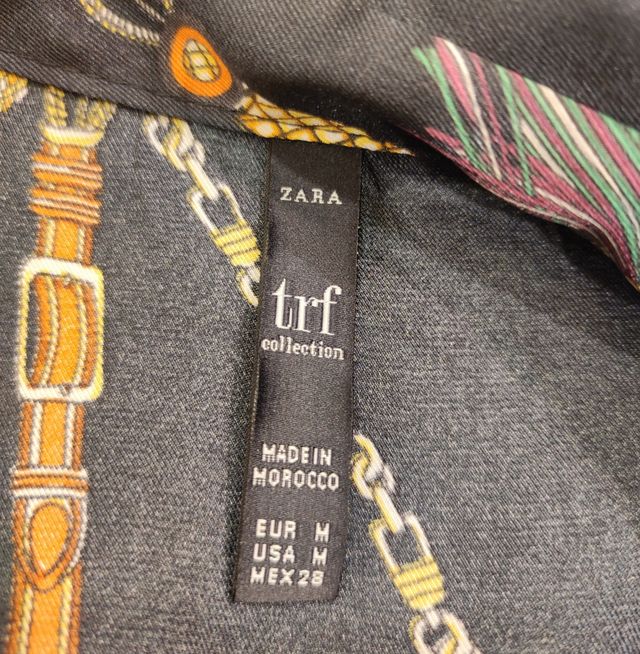 ZARA
trf
collection
MADE IN
MOROCCO
EUR M
USA M
MEX 28